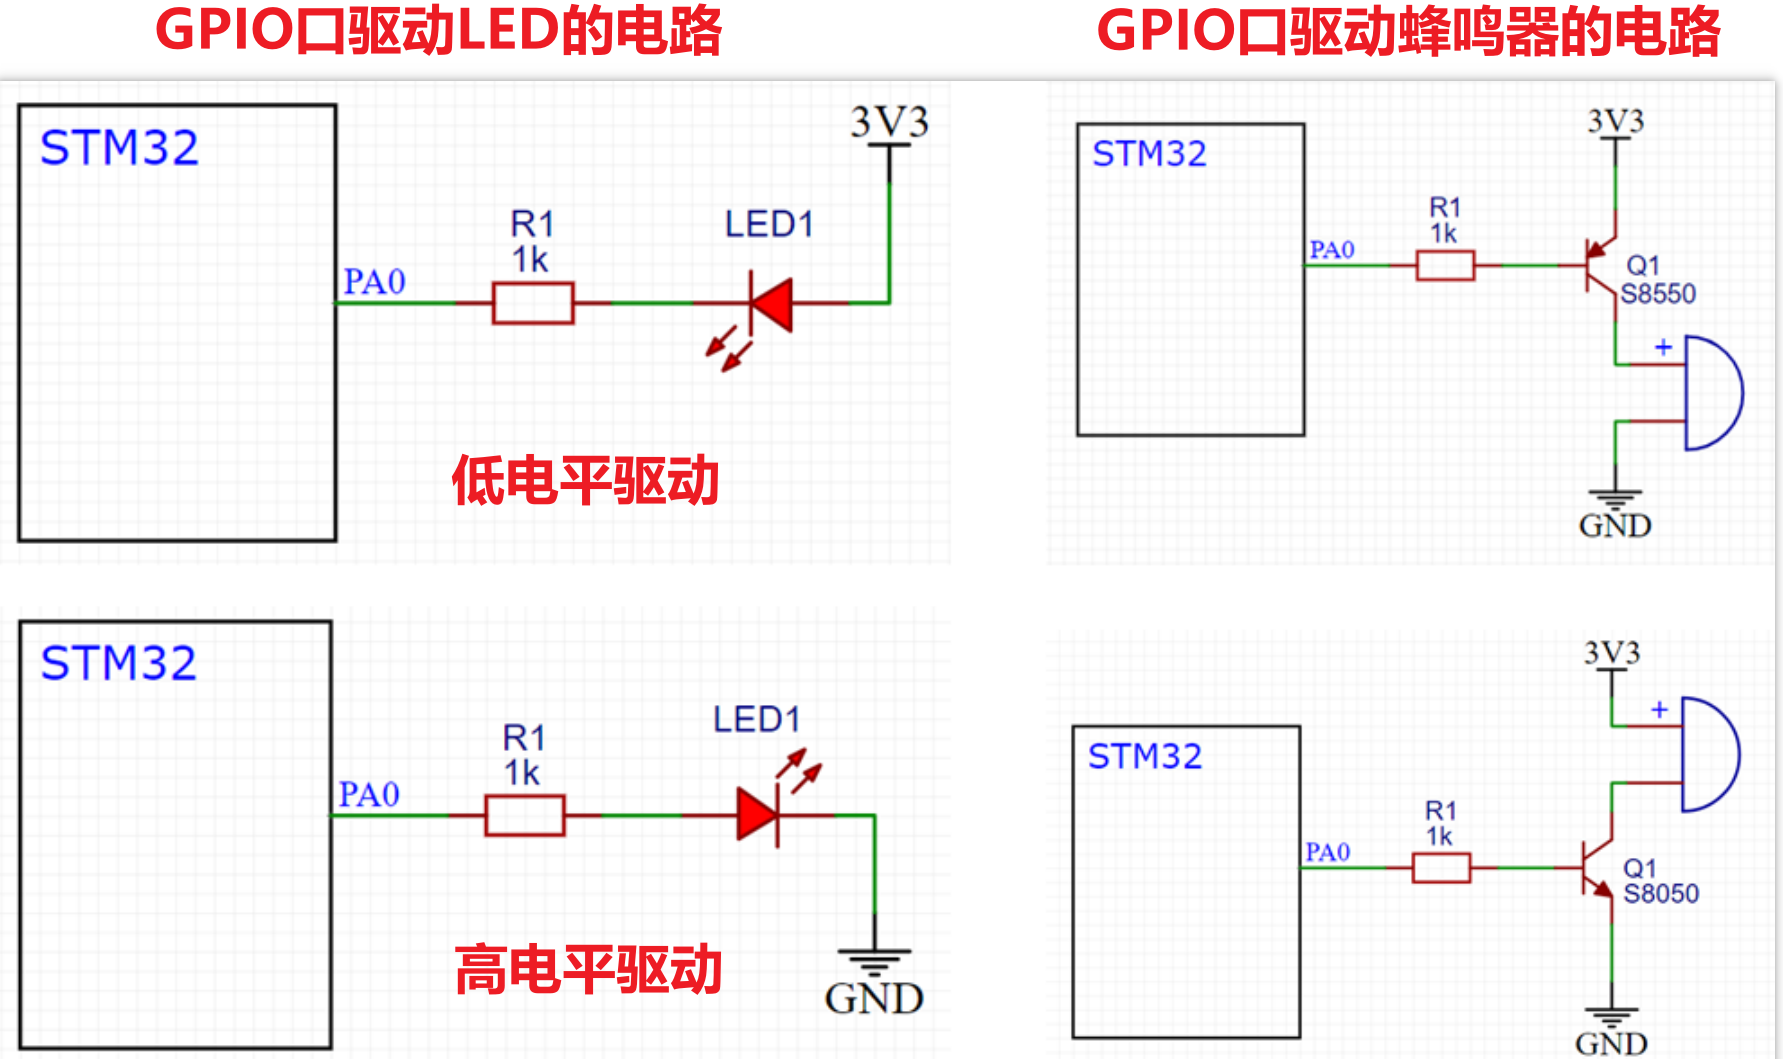 GPIO口驱动LED的电路
GPIO口驱动蜂鸣器的电路
STM32
PA0
R1
1k
LED1
3V3
低电平驱动
STM32
PA0
R1
1k
3V3
Q1
S8550
+
GND
STM32
PA0
R1
1k
LED1
GND
高电平驱动
STM32
PA0
R1
1k
3V3
+
Q1
S8050
GND